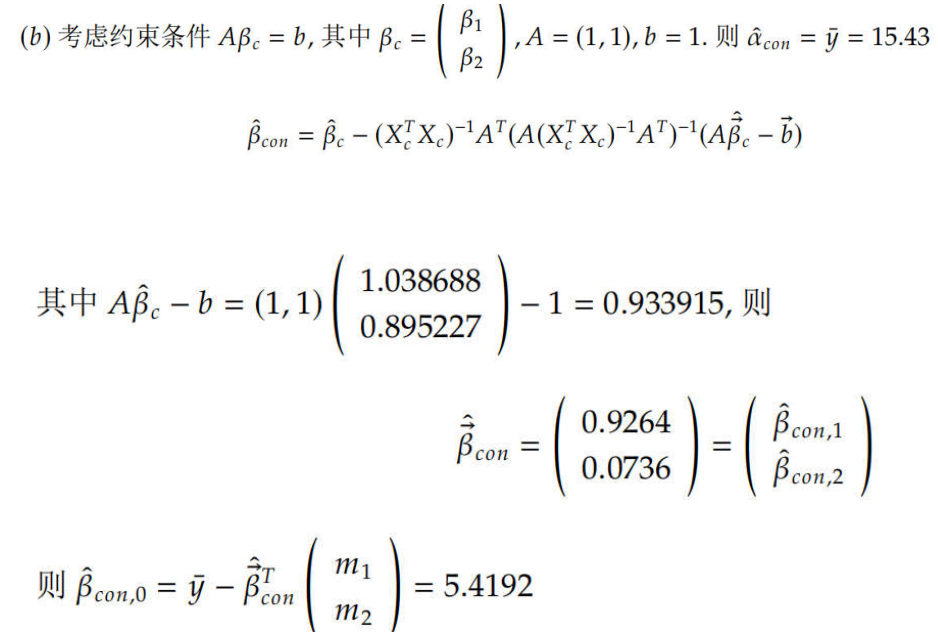 (b) 考虑约束条件 Aβ_c = b, 其中 β_c = ( β_1 β_2 ), A = (1, 1), b = 1. 则 α̂_con = ȳ = 15.43
β̂_con = β̂_c − (X_c^T X_c)^{−1} A^T (A(X_c^T X_c)^{−1} A^T)^{−1} (Aβ⃗̂_c − b⃗)
其中 Aβ̂_c − b = (1, 1) ( 1.038688 0.895227 ) − 1 = 0.933915, 则
β⃗̂_con = ( 0.9264 0.0736 ) = ( β̂_con,1 β̂_con,2 )
则 β̂_con,0 = ȳ − β⃗̂_con^T ( m_1 m_2 ) = 5.4192